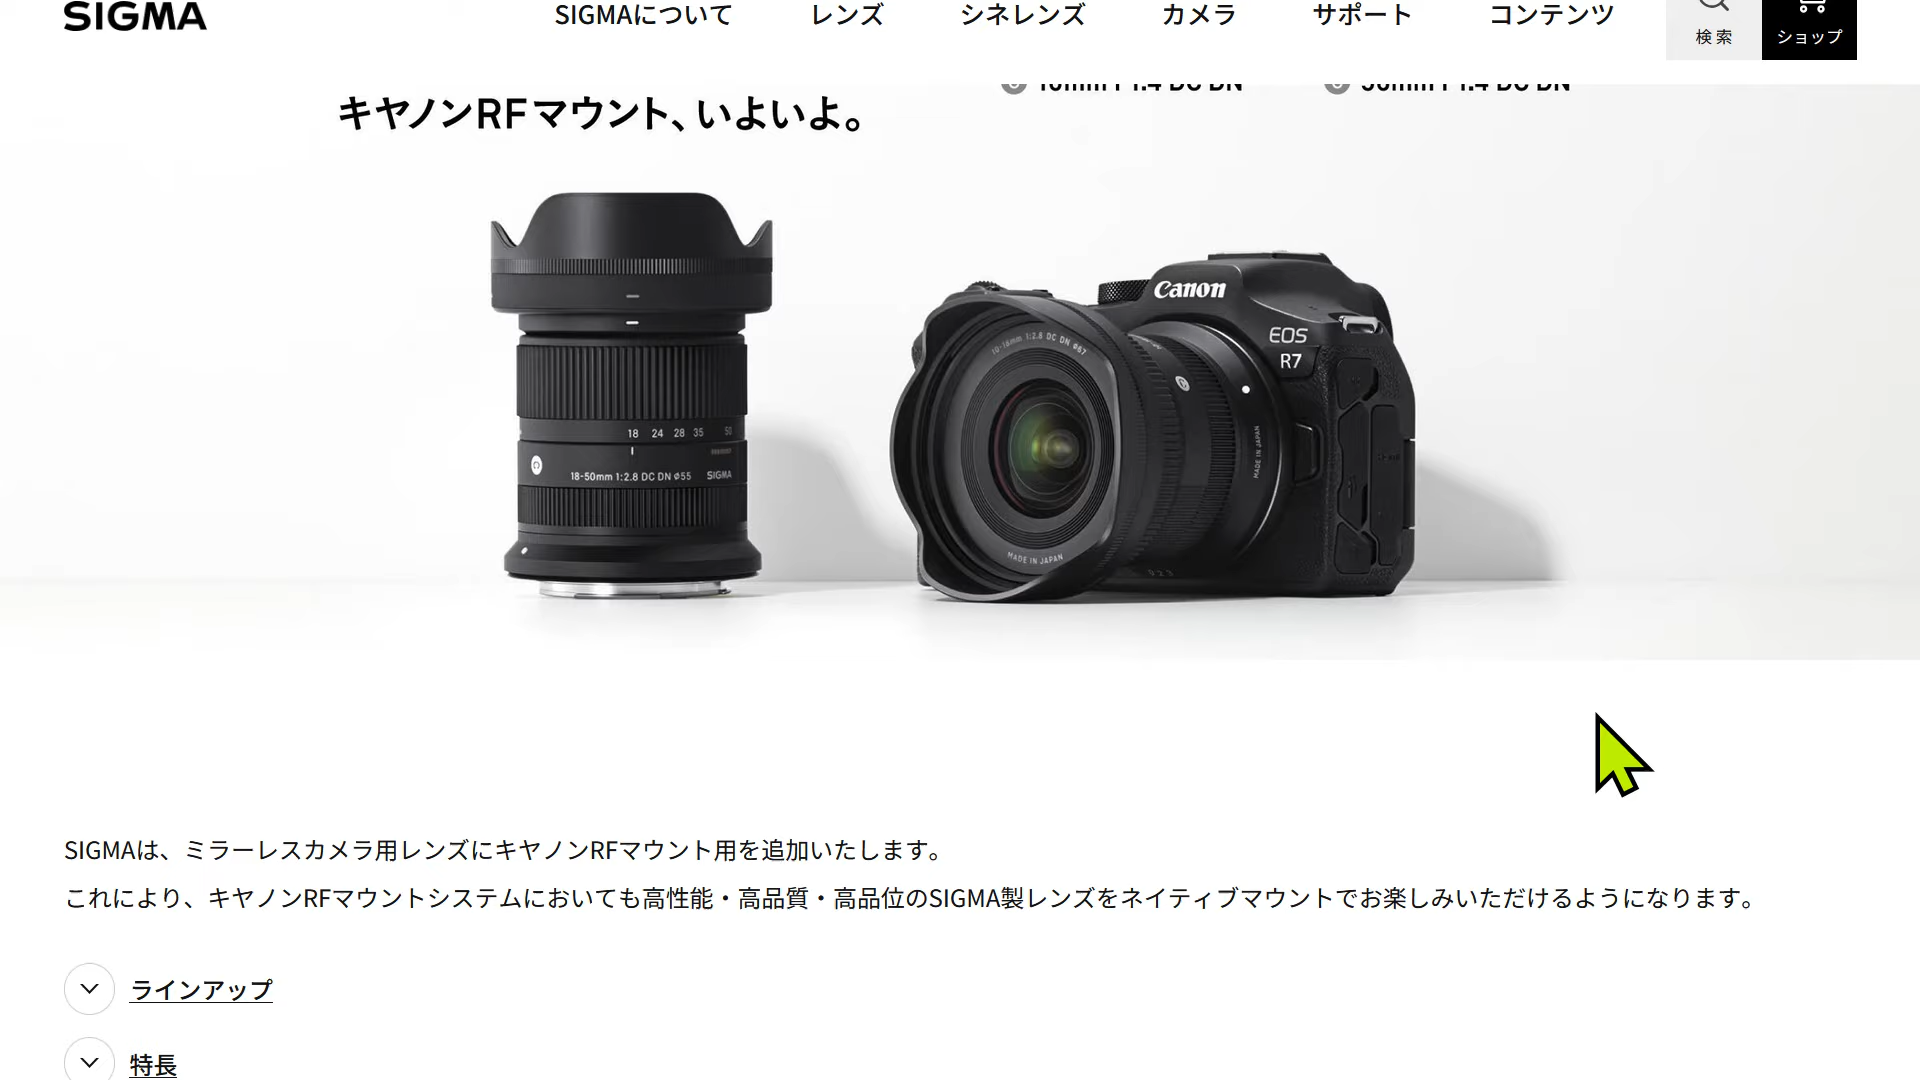 SIGMA
SIGMAについて
レンズ
シネレンズ
カメラ
サポート
コンテンツ
検索
ショップ
キヤノンRFマウント、いよいよ。
Canon
EOS
R7
10-18mm 1:2.8 DC DN ø67
MADE IN JAPAN
MADE IN JAPAN
18 24 28 35 50
18-50mm 1:2.8 DC DN ø55 SIGMA
SIGMAは、ミラーレスカメラ用レンズにキヤノンRFマウント用を追加いたします。
これにより、キヤノンRFマウントシステムにおいても高性能・高品質・高品位のSIGMA製レンズをネイティブマウントでお楽しみいただけるようになります。
ラインアップ
特長